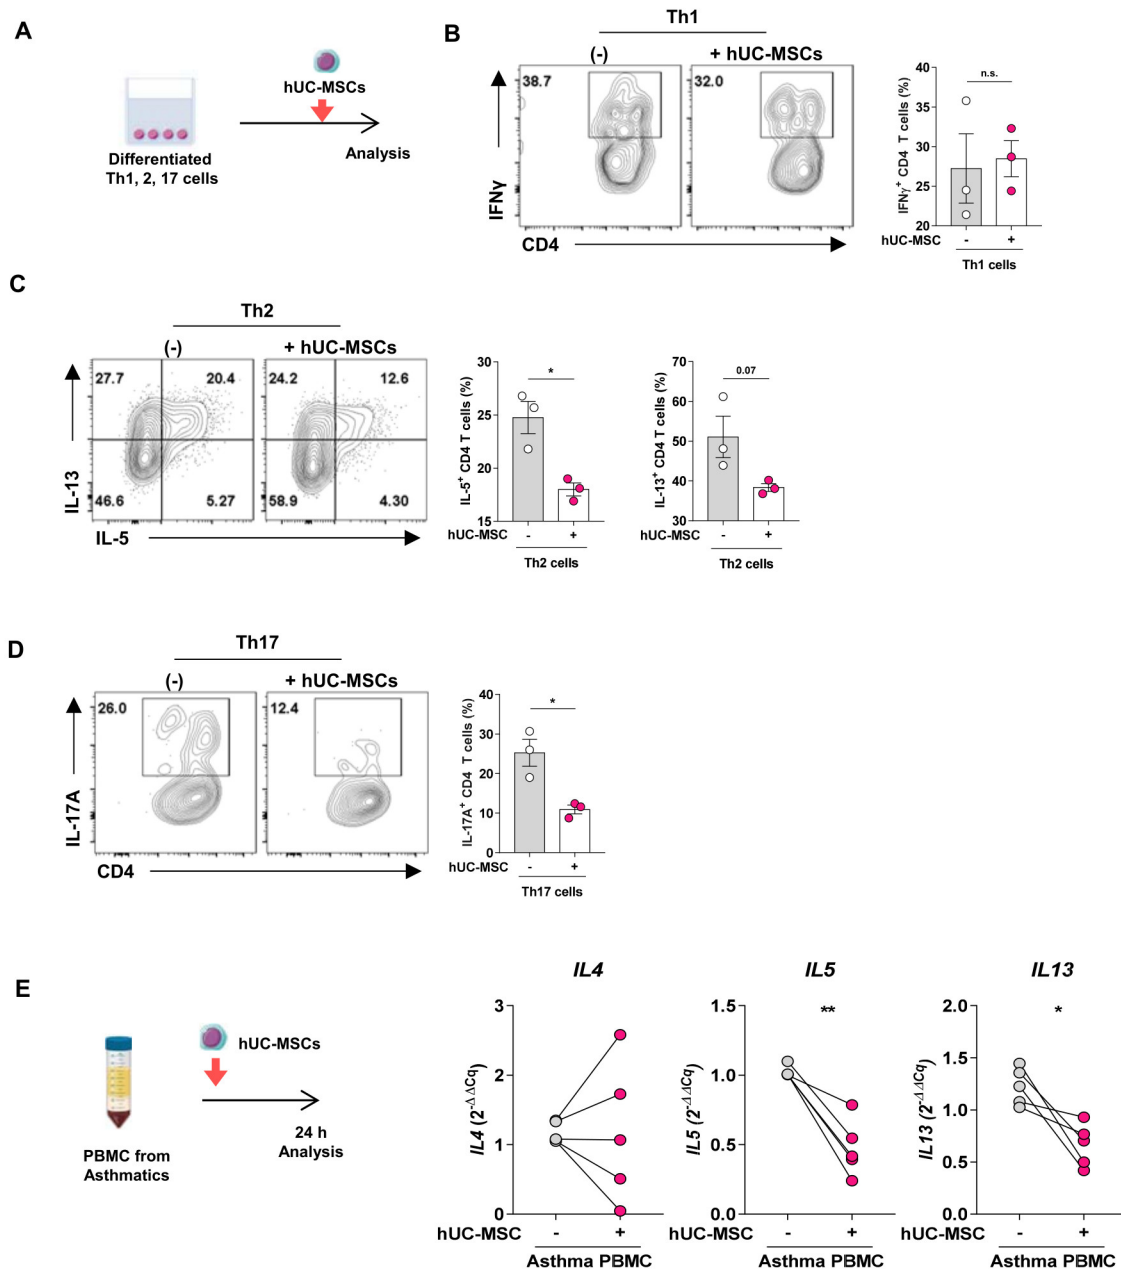 A
hUC-MSCs
Differentiated
Th1, 2, 17 cells
Analysis
B
Th1
(-)
+ hUC-MSCs
38.7
32.0
IFNγ
CD4
40
35
30
25
20
IFNγ+ CD4 T cells (%)
n.s.
hUC-MSC
-
+
Th1 cells
C
Th2
(-)
+ hUC-MSCs
27.7
20.4
24.2
12.6
46.6
5.27
58.9
4.30
IL-13
IL-5
30
25
20
15
IL-5+ CD4 T cells (%)
*
hUC-MSC
-
+
Th2 cells
70
60
50
40
30
IL-13+ CD4 T cells (%)
0.07
hUC-MSC
-
+
Th2 cells
D
Th17
(-)
+ hUC-MSCs
26.0
12.4
IL-17A
CD4
40
30
20
10
0
IL-17A+ CD4 T cells (%)
*
hUC-MSC
-
+
Th17 cells
E
hUC-MSCs
PBMC from
Asthmatics
24 h
Analysis
IL4
3
2
1
0
IL4 (2-ΔΔCq)
hUC-MSC
-
+
Asthma PBMC
IL5
**
1.5
1.0
0.5
0.0
IL5 (2-ΔΔCq)
-
+
Asthma PBMC
IL13
*
2.0
1.5
1.0
0.5
0.0
IL13 (2-ΔΔCq)
-
+
Asthma PBMC